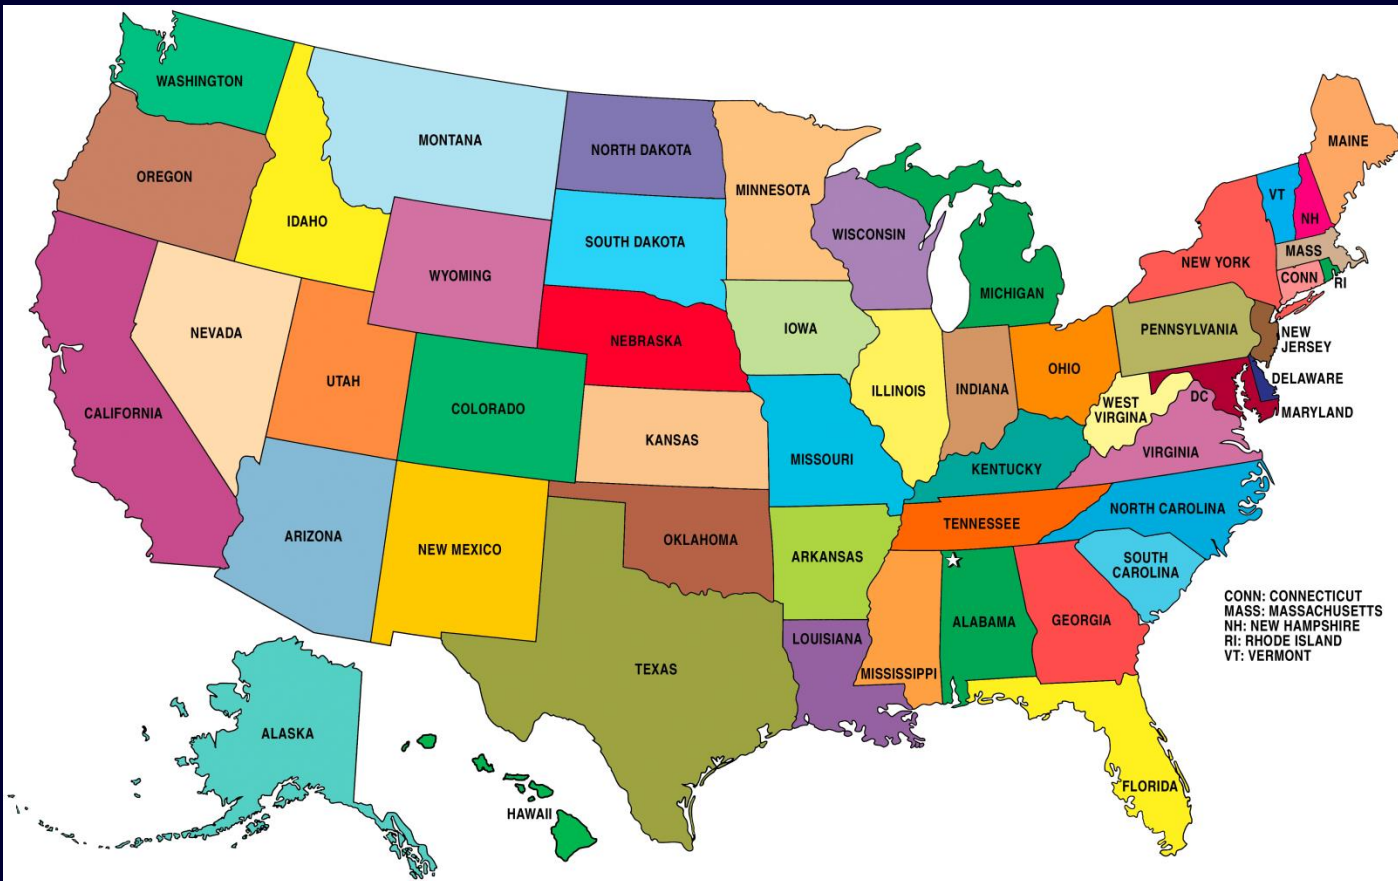 WASHINGTON
MONTANA
NORTH DAKOTA
MINNESOTA
MAINE
OREGON
IDAHO
WYOMING
SOUTH DAKOTA
WISCONSIN
MICHIGAN
VT
NH
NEW YORK
MASS
CONN
RI
NEVADA
UTAH
COLORADO
NEBRASKA
IOWA
ILLINOIS
INDIANA
OHIO
PENNSYLVANIA
NEW
JERSEY
DELAWARE
MARYLAND
DC
WEST
VIRGINA
VIRGINIA
CALIFORNIA
KANSAS
MISSOURI
KENTUCKY
ARIZONA
NEW MEXICO
OKLAHOMA
ARKANSAS
TENNESSEE
NORTH CAROLINA
SOUTH
CAROLINA
TEXAS
LOUISIANA
MISSISSIPPI
ALABAMA
GEORGIA
FLORIDA
ALASKA
HAWAII
CONN: CONNECTICUT
MASS: MASSACHUSETTS
NH: NEW HAMPSHIRE
RI: RHODE ISLAND
VT: VERMONT